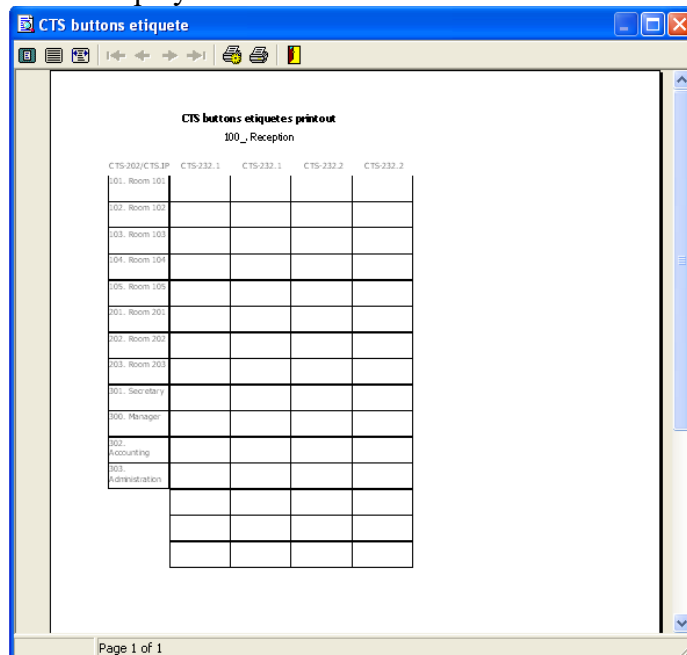 CTS buttons etiquete
CTS buttons etiquetes printout
100_. Reception
CTS-202/CTS.IP CTS-232.1 CTS-232.1 CTS-232.2 CTS-232.2
101. Room 101
102. Room 102
103. Room 103
104. Room 104
105. Room 105
201. Room 201
202. Room 202
203. Room 203
301. Secretary
300. Manager
302.
Accounting
303.
Administration
Page 1 of 1